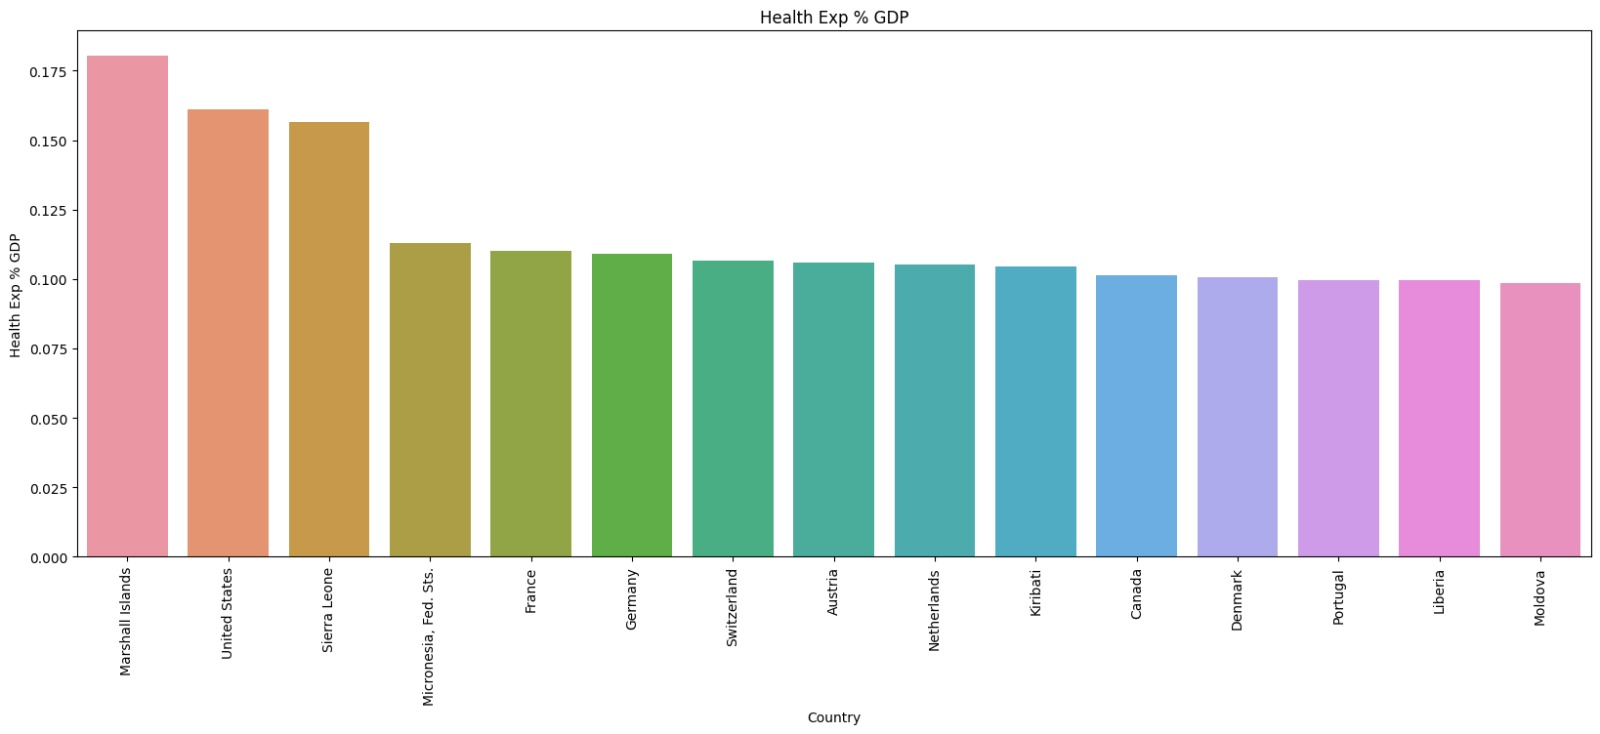 Health Exp % GDP
Health Exp % GDP
0.175
0.150
0.125
0.100
0.075
0.050
0.025
0.000
Marshall Islands
United States
Sierra Leone
Micronesia, Fed. Sts.
France
Germany
Switzerland
Austria
Netherlands
Kiribati
Canada
Denmark
Portugal
Liberia
Moldova
Country